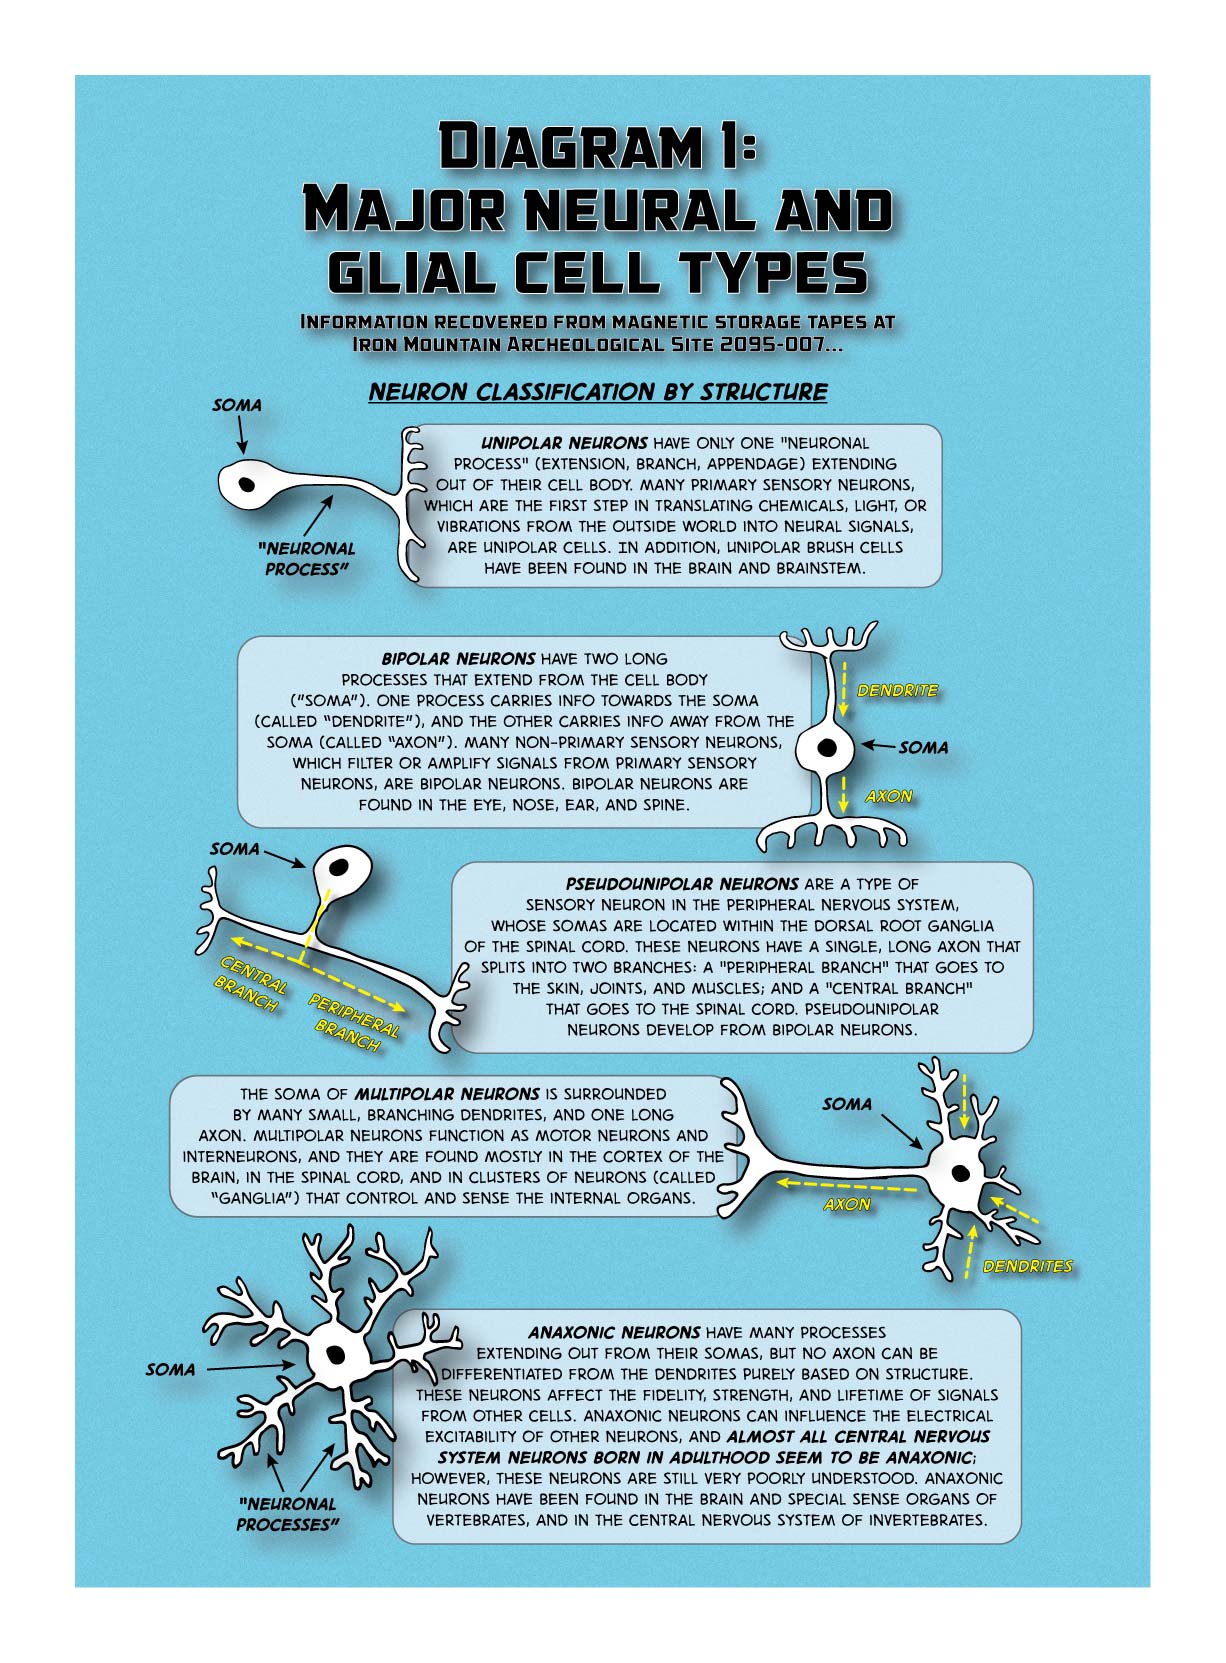 Diagram 1:
Major neural and
glial cell types
Information recovered from magnetic storage tapes at
Iron Mountain Archeological Site 2095-007...
NEURON CLASSIFICATION BY STRUCTURE
SOMA
"NEURONAL
PROCESS"
UNIPOLAR NEURONS HAVE ONLY ONE "NEURONAL
PROCESS" (EXTENSION, BRANCH, APPENDAGE) EXTENDING
OUT OF THEIR CELL BODY. MANY PRIMARY SENSORY NEURONS,
WHICH ARE THE FIRST STEP IN TRANSLATING CHEMICALS, LIGHT, OR
VIBRATIONS FROM THE OUTSIDE WORLD INTO NEURAL SIGNALS,
ARE UNIPOLAR CELLS. IN ADDITION, UNIPOLAR BRUSH CELLS
HAVE BEEN FOUND IN THE BRAIN AND BRAINSTEM.
BIPOLAR NEURONS HAVE TWO LONG
PROCESSES THAT EXTEND FROM THE CELL BODY
("SOMA"). ONE PROCESS CARRIES INFO TOWARDS THE SOMA
(CALLED "DENDRITE"), AND THE OTHER CARRIES INFO AWAY FROM THE
SOMA (CALLED "AXON"). MANY NON-PRIMARY SENSORY NEURONS,
WHICH FILTER OR AMPLIFY SIGNALS FROM PRIMARY SENSORY
NEURONS, ARE BIPOLAR NEURONS. BIPOLAR NEURONS ARE
FOUND IN THE EYE, NOSE, EAR, AND SPINE.
DENDRITE
SOMA
AXON
SOMA
CENTRAL
BRANCH
PERIPHERAL
BRANCH
PSEUDOUNIPOLAR NEURONS ARE A TYPE OF
SENSORY NEURON IN THE PERIPHERAL NERVOUS SYSTEM,
WHOSE SOMAS ARE LOCATED WITHIN THE DORSAL ROOT GANGLIA
OF THE SPINAL CORD. THESE NEURONS HAVE A SINGLE, LONG AXON THAT
SPLITS INTO TWO BRANCHES: A "PERIPHERAL BRANCH" THAT GOES TO
THE SKIN, JOINTS, AND MUSCLES; AND A "CENTRAL BRANCH"
THAT GOES TO THE SPINAL CORD. PSEUDOUNIPOLAR
NEURONS DEVELOP FROM BIPOLAR NEURONS.
THE SOMA OF MULTIPOLAR NEURONS IS SURROUNDED
BY MANY SMALL, BRANCHING DENDRITES, AND ONE LONG
AXON. MULTIPOLAR NEURONS FUNCTION AS MOTOR NEURONS AND
INTERNEURONS, AND THEY ARE FOUND MOSTLY IN THE CORTEX OF THE
BRAIN, IN THE SPINAL CORD, AND IN CLUSTERS OF NEURONS (CALLED
"GANGLIA") THAT CONTROL AND SENSE THE INTERNAL ORGANS.
SOMA
AXON
DENDRITES
SOMA
"NEURONAL
PROCESSES"
ANAXONIC NEURONS HAVE MANY PROCESSES
EXTENDING OUT FROM THEIR SOMAS, BUT NO AXON CAN BE
DIFFERENTIATED FROM THE DENDRITES PURELY BASED ON STRUCTURE.
THESE NEURONS AFFECT THE FIDELITY, STRENGTH, AND LIFETIME OF SIGNALS
FROM OTHER CELLS. ANAXONIC NEURONS CAN INFLUENCE THE ELECTRICAL
EXCITABILITY OF OTHER NEURONS, AND ALMOST ALL CENTRAL NERVOUS
SYSTEM NEURONS BORN IN ADULTHOOD SEEM TO BE ANAXONIC;
HOWEVER, THESE NEURONS ARE STILL VERY POORLY UNDERSTOOD. ANAXONIC
NEURONS HAVE BEEN FOUND IN THE BRAIN AND SPECIAL SENSE ORGANS OF
VERTEBRATES, AND IN THE CENTRAL NERVOUS SYSTEM OF INVERTEBRATES.